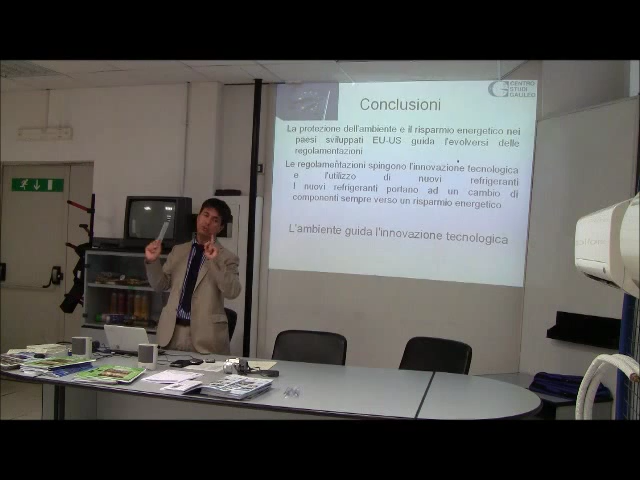 CENTRO
STUDI
GALILEO
Conclusioni
La protezione dell'ambiente e il risparmio energetico nei
paesi sviluppati EU-US guida l'evolversi delle
regolamentazioni
Le regolamentazioni spingono l'innovazione tecnologica
e l'utilizzo di nuovi refrigeranti
I nuovi refrigeranti portano ad un cambio di
componenti sempre verso un risparmio energetico
L'ambiente guida l'innovazione tecnologica